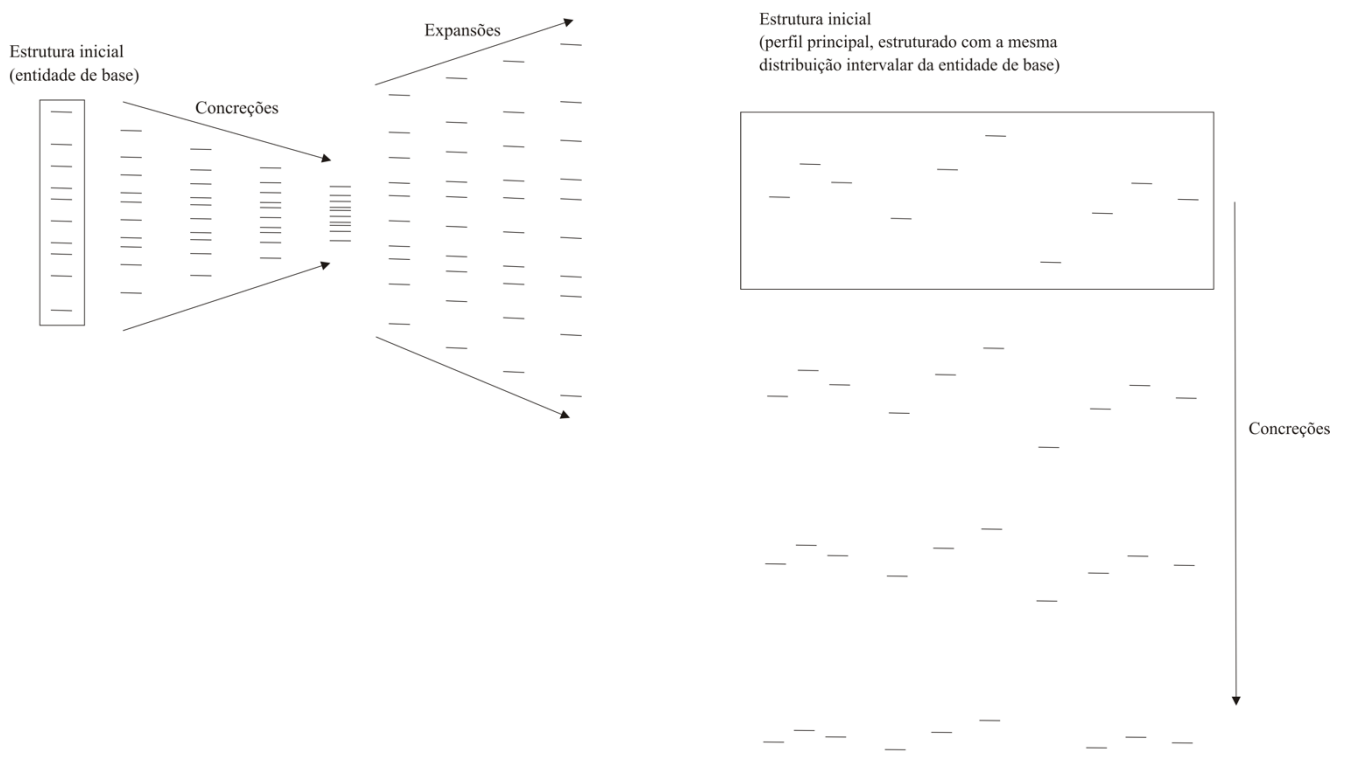 Estrutura inicial
(entidade de base)
Concreções
Expansões
Estrutura inicial
(perfil principal, estruturado com a mesma
distribuição intervalar da entidade de base)
Concreções